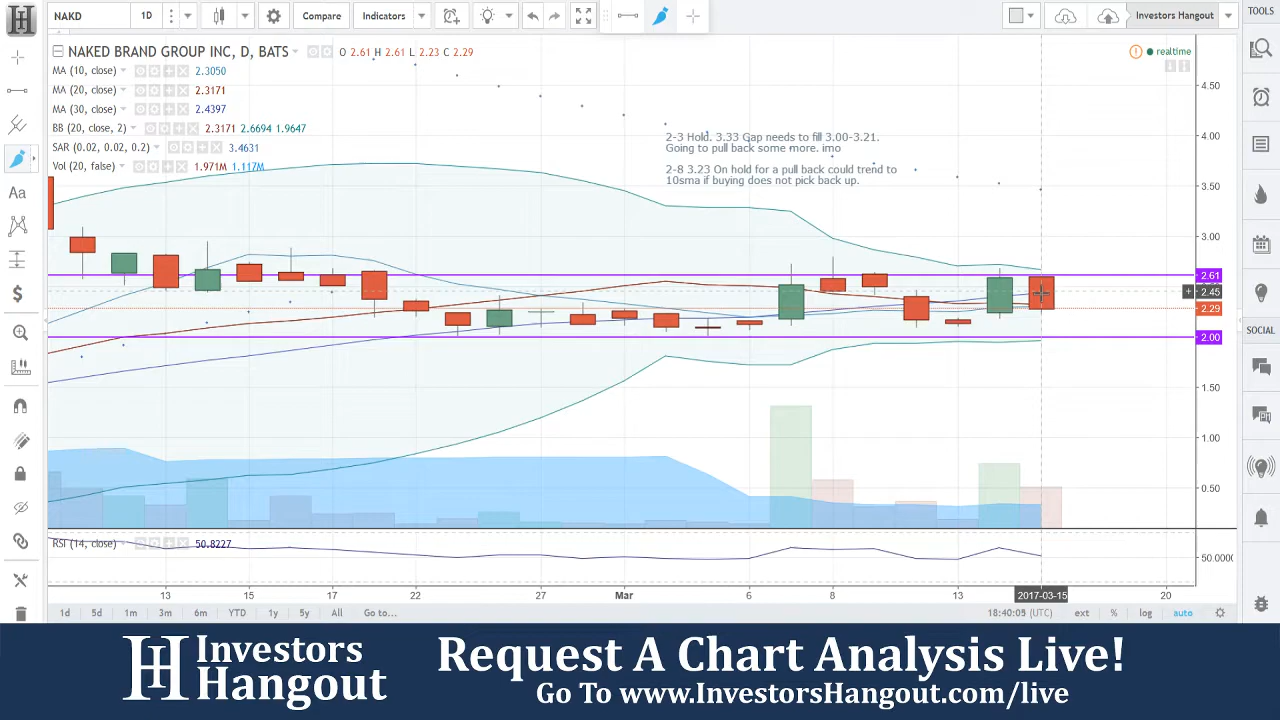 NAKD 1D Compare Indicators Investors Hangout TOOLS
NAKED BRAND GROUP INC, D, BATS O 2.61 H 2.61 L 2.23 C 2.29 realtime
MA (10, close) 2.3050
MA (20, close) 2.3171
MA (30, close) 2.4397
BB (20, close, 2) 2.3171 2.6694 1.9647
SAR (0.02, 0.02, 0.2) 3.4631
Vol (20, false) 1.971M 1.117M
2-3 Hold. 3.33 Gap needs to fill 3.00-3.21.
Going to pull back some more. imo
2-8 3.23 On hold for a pull back could trend to
10sma if buying does not pick back up.
4.50
4.00
3.50
3.00
2.61
2.45
2.29
2.00
1.50
1.00
0.50
SOCIAL
Aa
RSI (14, close) 50.8227
50.0000
13 15 17 22 27 Mar 6 8 13 2017-03-15 20
1d 5d 1m 3m 6m YTD 1y 5y All Go to... 18:40:05 (UTC) ext % log auto
Investors
Hangout
Request A Chart Analysis Live!
Go To www.InvestorsHangout.com/live